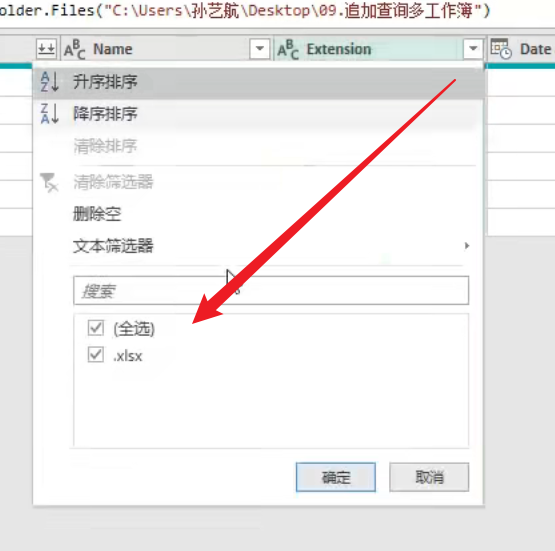 older.Files("C:\Users\孙艺航\Desktop\09.追加查询多工作簿")
ABC Name ABC Extension Date
升序排序
降序排序
清除排序
清除筛选器
删除空
文本筛选器
搜索
(全选)
.xlsx
确定 取消